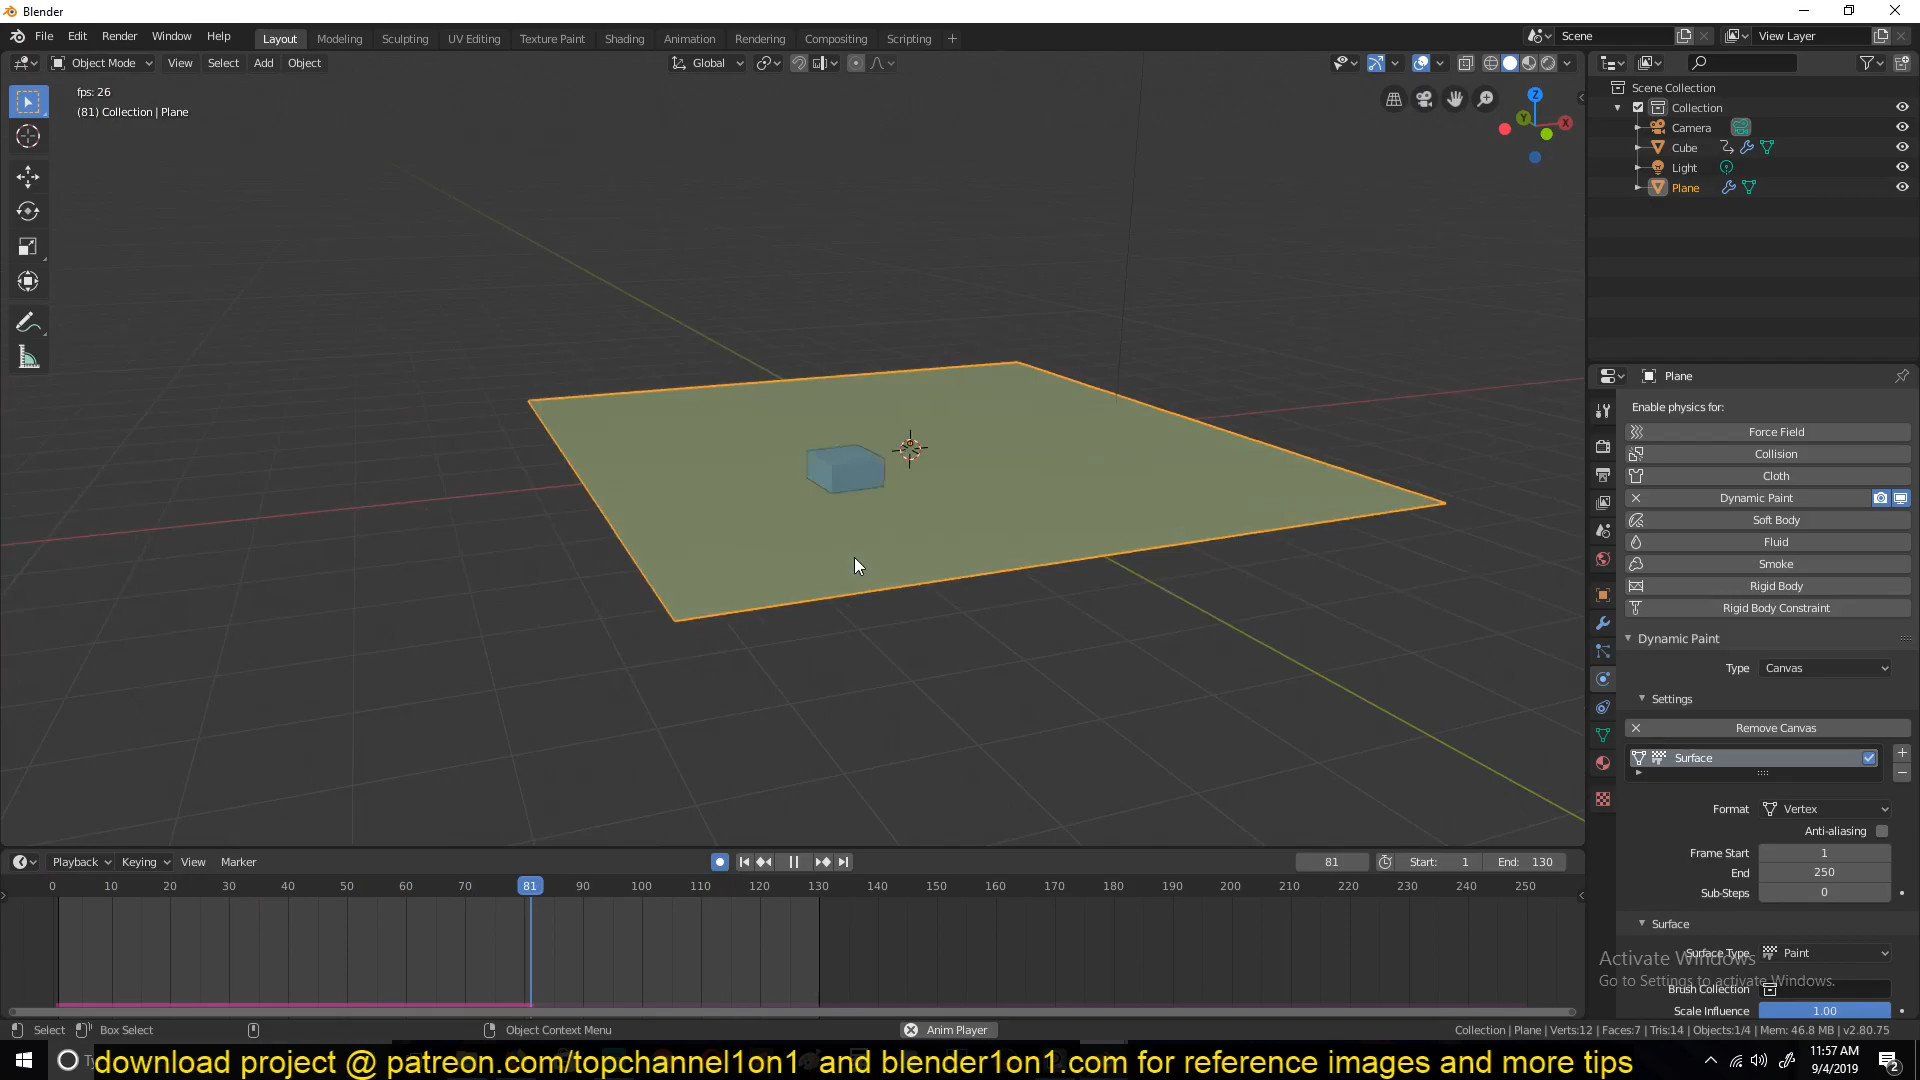 Blender
File Edit Render Window Help
Layout Modeling Sculpting UV Editing Texture Paint Shading Animation Rendering Compositing Scripting +
Scene
View Layer
Object Mode View Select Add Object
Global
fps: 26
(81) Collection | Plane
Z
Y
X
Scene Collection
Collection
Camera
Cube
Light
Plane
Plane
Enable physics for:
Force Field
Collision
Cloth
Dynamic Paint
Soft Body
Fluid
Smoke
Rigid Body
Rigid Body Constraint
Dynamic Paint
Type Canvas
Settings
Remove Canvas
Surface
Format Vertex
Anti-aliasing
Frame Start 1
End 250
Sub-Steps 0
Surface
Surface Type Paint
Brush Collection
Scale Influence 1.00
Activate Windows
Go to Settings to activate Windows.
Playback Keying View Marker
81 Start: 1 End: 130
0 10 20 30 40 50 60 70 81 90 100 110 120 130 140 150 160 170 180 190 200 210 220 230 240 250
Select Box Select Object Context Menu Anim Player
Collection | Plane | Verts:12 | Faces:7 | Tris:14 | Objects:1/4 | Mem: 46.8 MB | v2.80.75
download project @ patreon.com/topchannel1on1 and blender1on1.com for reference images and more tips
11:57 AM
9/4/2019
2